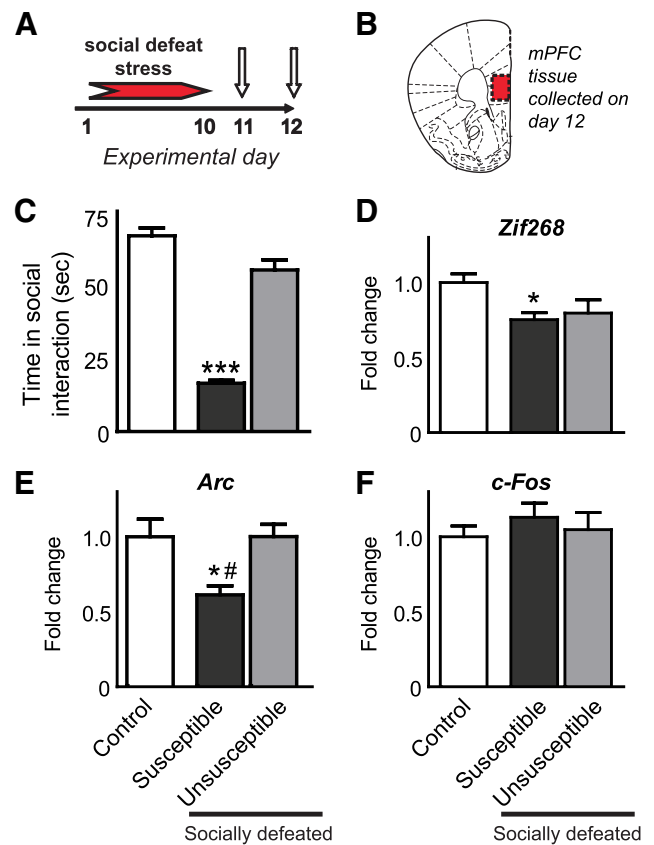 A
social defeat
stress
1
10
11
12
Experimental day
B
mPFC
tissue
collected on
day 12
C
Time in social
interaction (sec)
75
50
25
0
***
D
Zif268
Fold change
1.0
0.5
0
*
E
Arc
Fold change
1.0
0.5
0
*#
Control
Susceptible
Unsusceptible
Socially defeated
F
c-Fos
Fold change
1.0
0.5
0
Control
Susceptible
Unsusceptible
Socially defeated